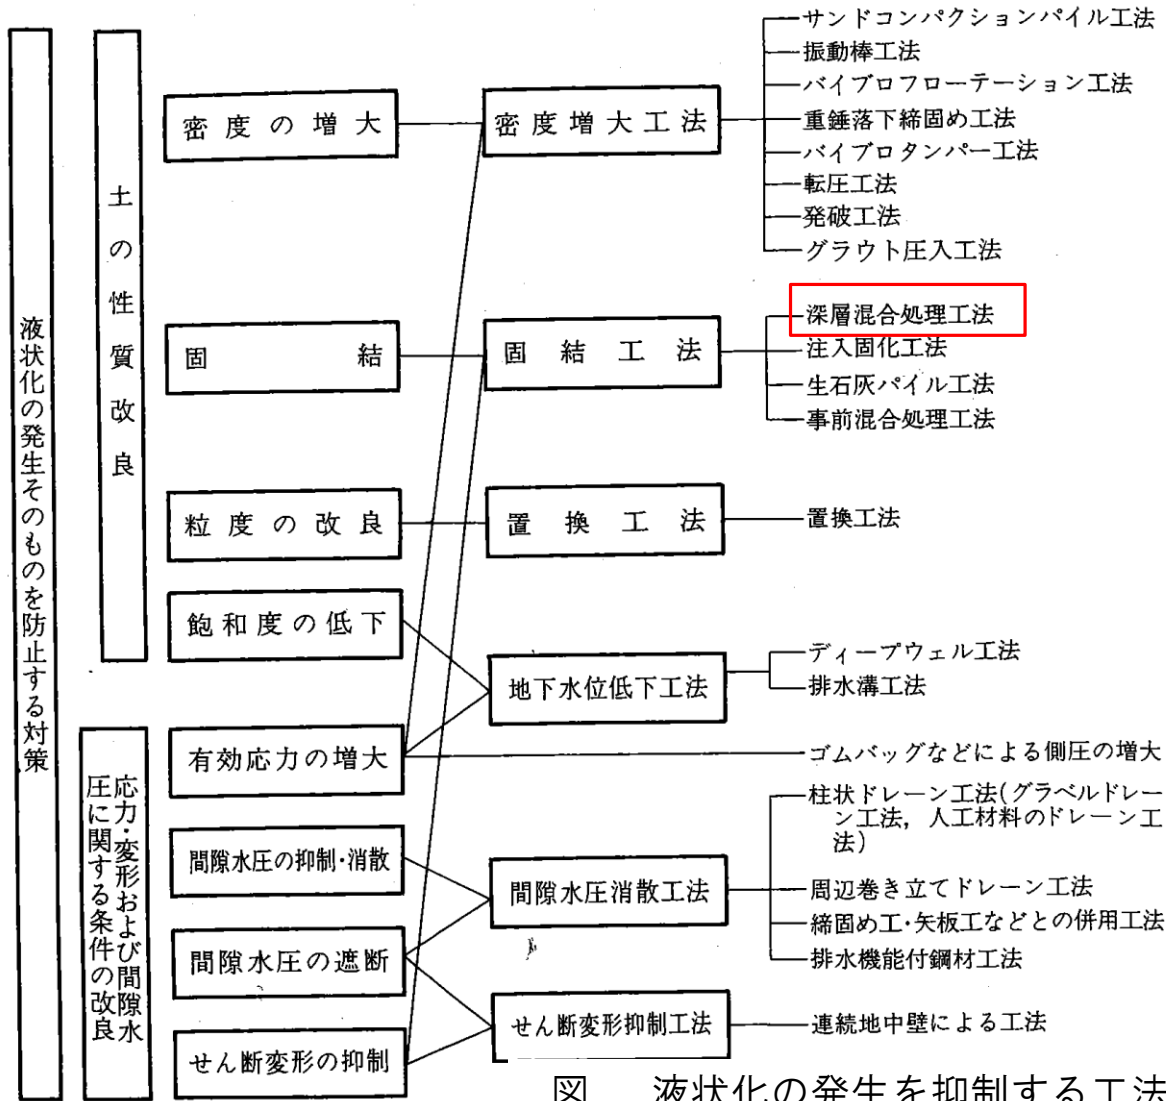 液状化の発生そのものを防止する対策
土の性質改良
応力・変形および間隙水
圧に関する条件の改良
密度の増大
固結
粒度の改良
飽和度の低下
有効応力の増大
間隙水圧の抑制・消散
間隙水圧の遮断
せん断変形の抑制
密度増大工法
固結工法
置換工法
地下水位低下工法
間隙水圧消散工法
せん断変形抑制工法
サンドコンパクションパイル工法
振動棒工法
バイブロフローテーション工法
重錘落下締固め工法
バイブロタンパー工法
転圧工法
発破工法
グラウト圧入工法
深層混合処理工法
注入固化工法
生石灰パイル工法
事前混合処理工法
置換工法
ディープウェル工法
排水溝工法
ゴムバッグなどによる側圧の増大
柱状ドレーン工法(グラベルドレー
ン工法, 人工材料のドレーン工
法)
周辺巻き立てドレーン工法
締固め工・矢板工などとの併用工法
排水機能付鋼材工法
連続地中壁による工法
図 液状化の発生を抑制する工法